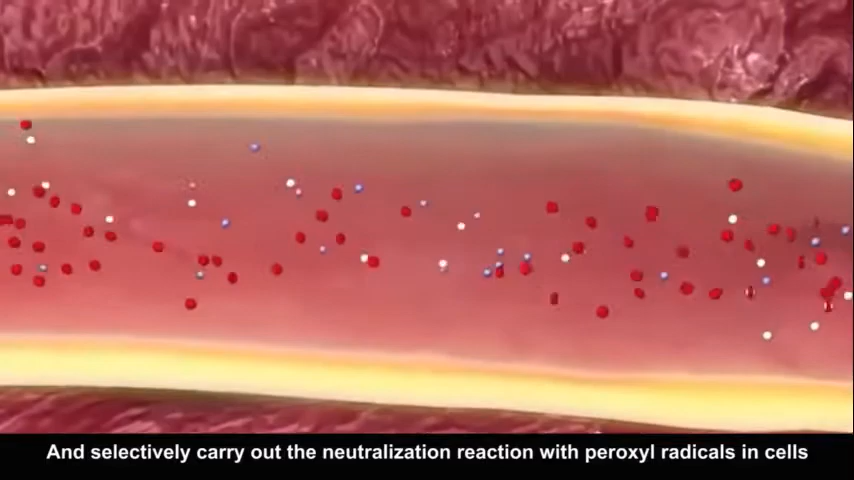 And selectively carry out the neutralization reaction with peroxyl radicals in cells